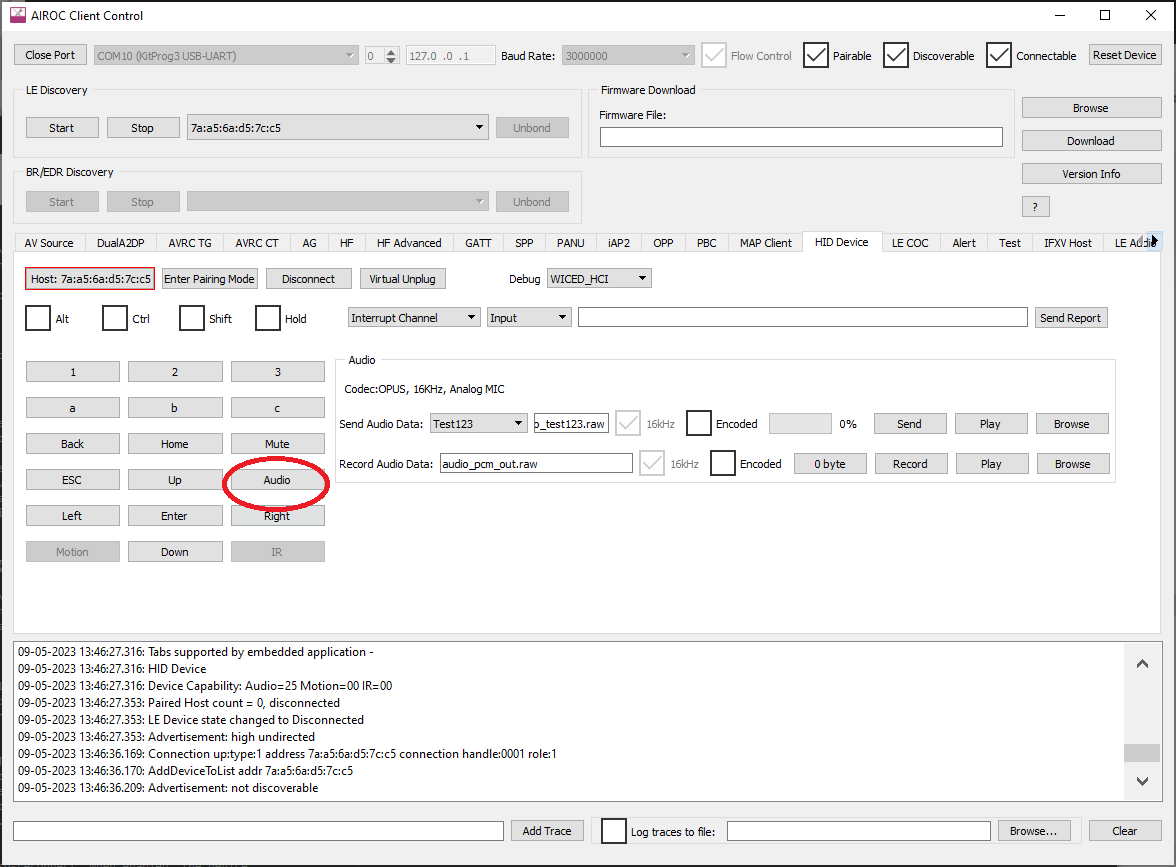 AIROC Client Control
Close Port COM10 (KitProg3 USB-UART) 0 127.0 .0 .1 Baud Rate: 3000000 Flow Control Pairable Discoverable Connectable Reset Device
LE Discovery
Start Stop 7a:a5:6a:d5:7c:c5 Unbond
Firmware Download
Firmware File:
Browse
Download
Version Info
?
BR/EDR Discovery
Start Stop Unbond
AV Source DualA2DP AVRC TG AVRC CT AG HF HF Advanced GATT SPP PANU iAP2 OPP PBC MAP Client HID Device LE COC Alert Test IFXV Host LE Audio
Host: 7a:a5:6a:d5:7c:c5 Enter Pairing Mode Disconnect Virtual Unplug Debug WICED_HCI
Alt Ctrl Shift Hold Interrupt Channel Input Send Report
1 2 3
a b c
Back Home Mute
ESC Up Audio
Left Enter Right
Motion Down IR
Audio
Codec:OPUS, 16KHz, Analog MIC
Send Audio Data: Test123 o_test123.raw 16kHz Encoded 0% Send Play Browse
Record Audio Data: audio_pcm_out.raw 16kHz Encoded 0 byte Record Play Browse
09-05-2023 13:46:27.316: Tabs supported by embedded application -
09-05-2023 13:46:27.316: HID Device
09-05-2023 13:46:27.316: Device Capability: Audio=25 Motion=00 IR=00
09-05-2023 13:46:27.353: Paired Host count = 0, disconnected
09-05-2023 13:46:27.353: LE Device state changed to Disconnected
09-05-2023 13:46:27.353: Advertisement: high undirected
09-05-2023 13:46:36.169: Connection up:type:1 address 7a:a5:6a:d5:7c:c5 connection handle:0001 role:1
09-05-2023 13:46:36.170: AddDeviceToList addr 7a:a5:6a:d5:7c:c5
09-05-2023 13:46:36.209: Advertisement: not discoverable
Add Trace Log traces to file: Browse... Clear